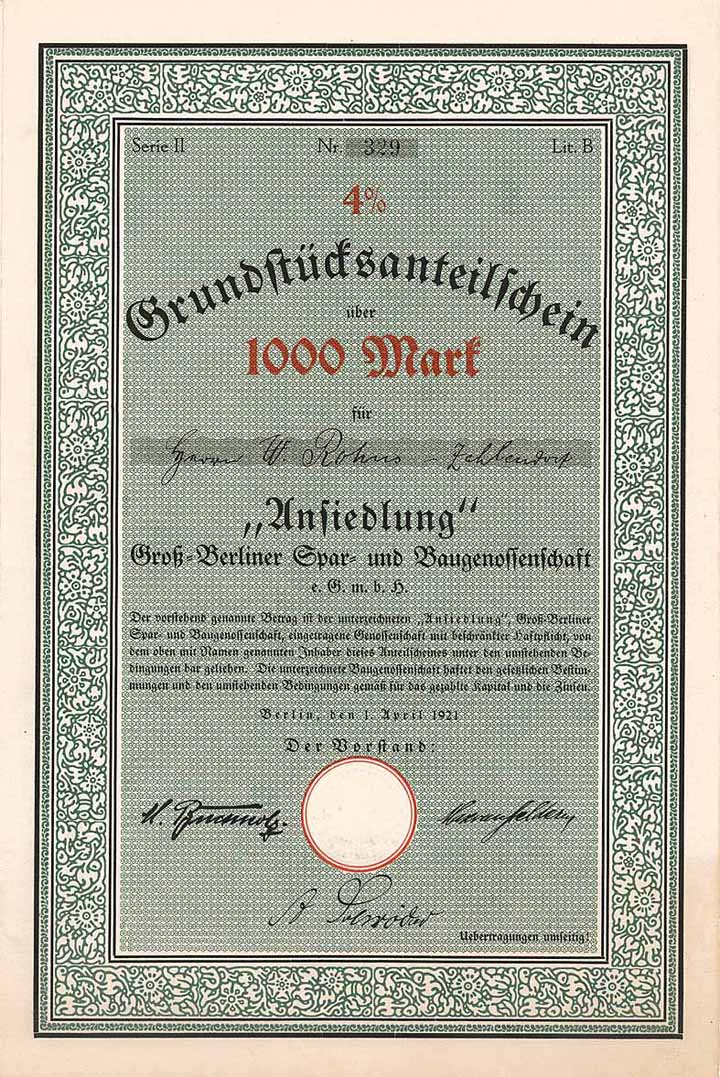 Serie II Nr. 329 Lit. B
4%
Grundstücksanteilschein
über
1000 Mark
für
Herrn W Rohns - Zehlendorf
„Ansiedlung"
Groß-Berliner Spar- und Baugenossenschaft
e. G. m. b. H.
Der vorstehend genannte Betrag ist der unterzeichneten „Ansiedlung", Groß-Berliner
Spar- und Baugenossenschaft, eingetragene Genossenschaft mit beschränkter Haftpflicht, von
dem oben mit Namen genannten Inhaber dieses Anteilscheines unter den umstehenden Be-
dingungen dar geliehen. Die unterzeichnete Baugenossenschaft haftet den gesetzlichen Bestim-
mungen und den umstehenden Bedingungen gemäß für das gezahlte Kapital und die Zinsen.
Berlin, den 1. April 1921
Der Vorstand:
Uebertragungen umseitig!